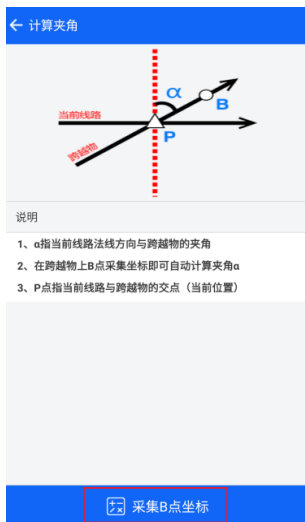 计算夹角
α
B
当前线路
P
跨越物
说明
1、α指当前线路法线方向与跨越物的夹角
2、在跨越物上B点采集坐标即可自动计算夹角α
3、P点指当前线路与跨越物的交点（当前位置）
采集B点坐标